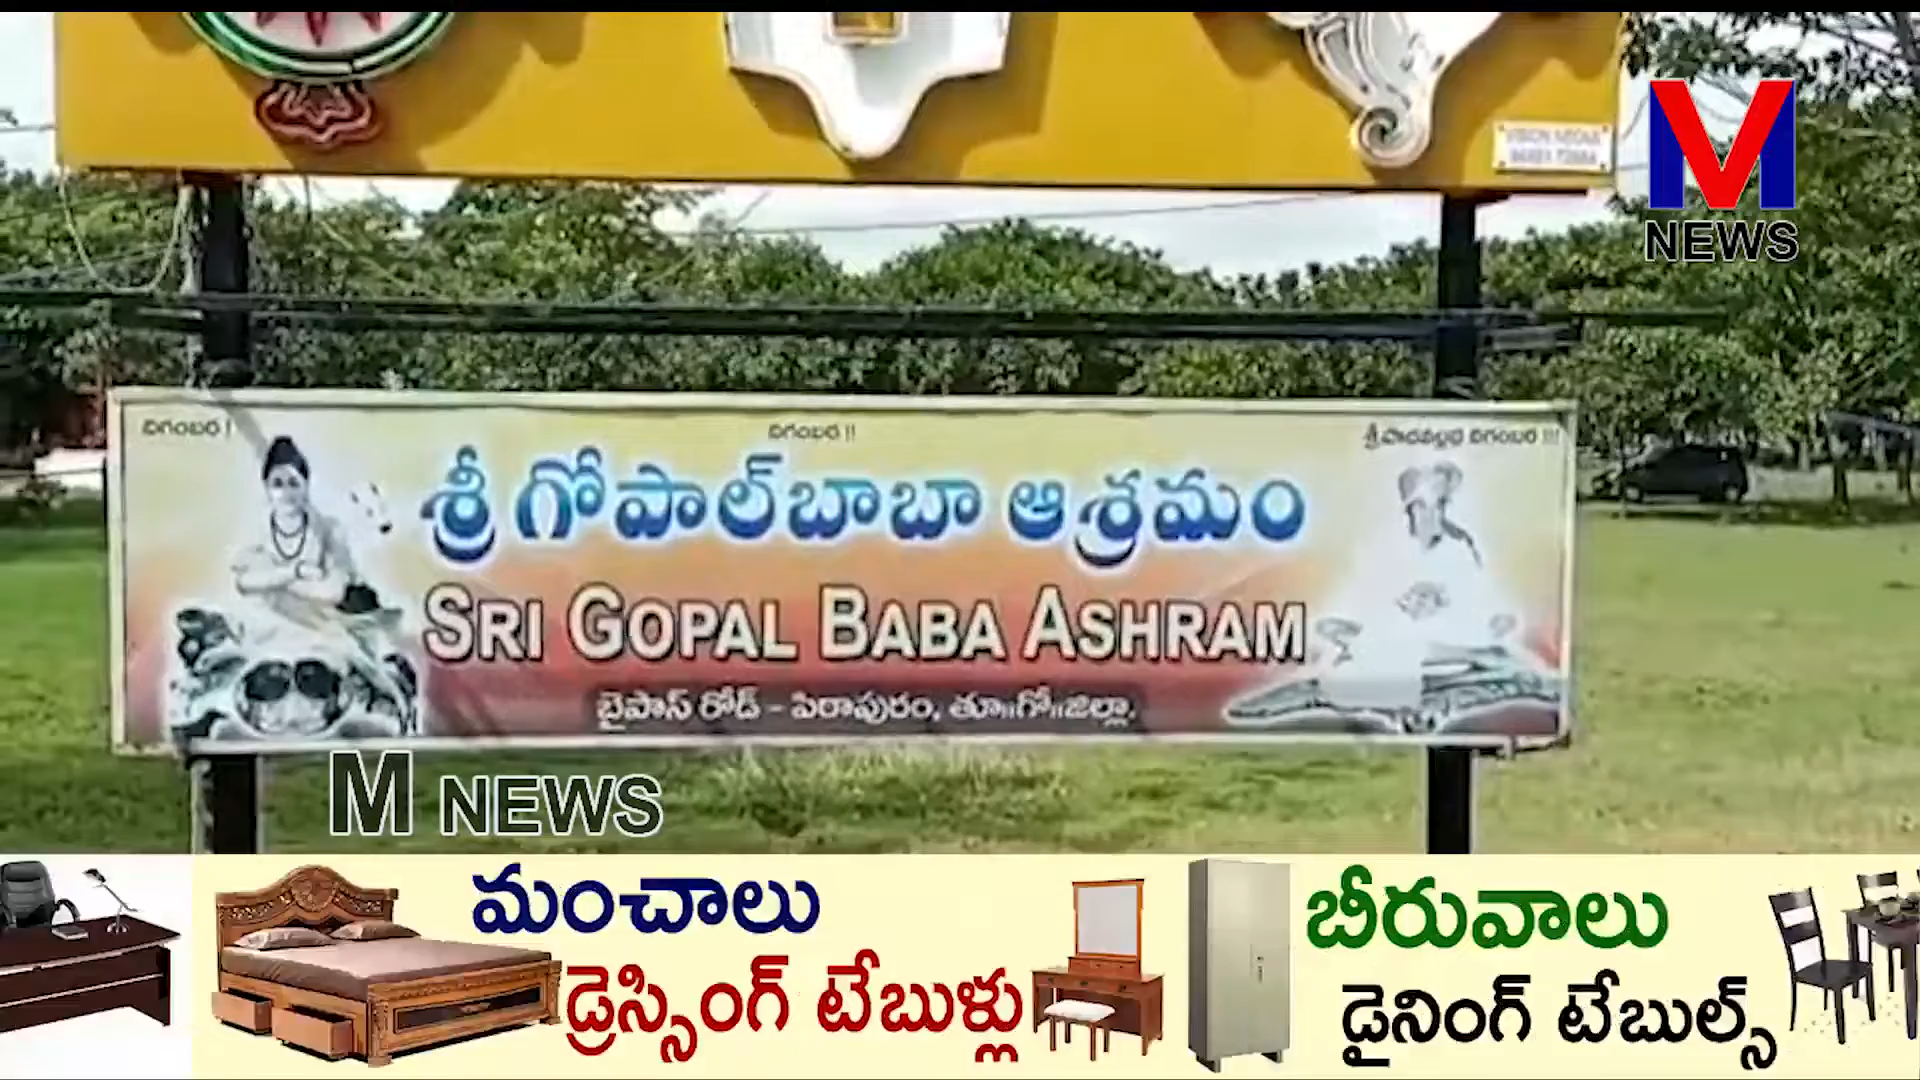 M
NEWS
దిగంబర !
దిగంబర !!
శ్రీపాదవల్లభ దిగంబర !!!
శ్రీ గోపాల్‌బాబా ఆశ్రమం
SRI GOPAL BABA ASHRAM
బైపాస్ రోడ్ - పిఠాపురం, తూ॥గో॥జిల్లా.
M NEWS
మంచాలు
డ్రెస్సింగ్ టేబుళ్లు
బీరువాలు
డైనింగ్ టేబుల్స్